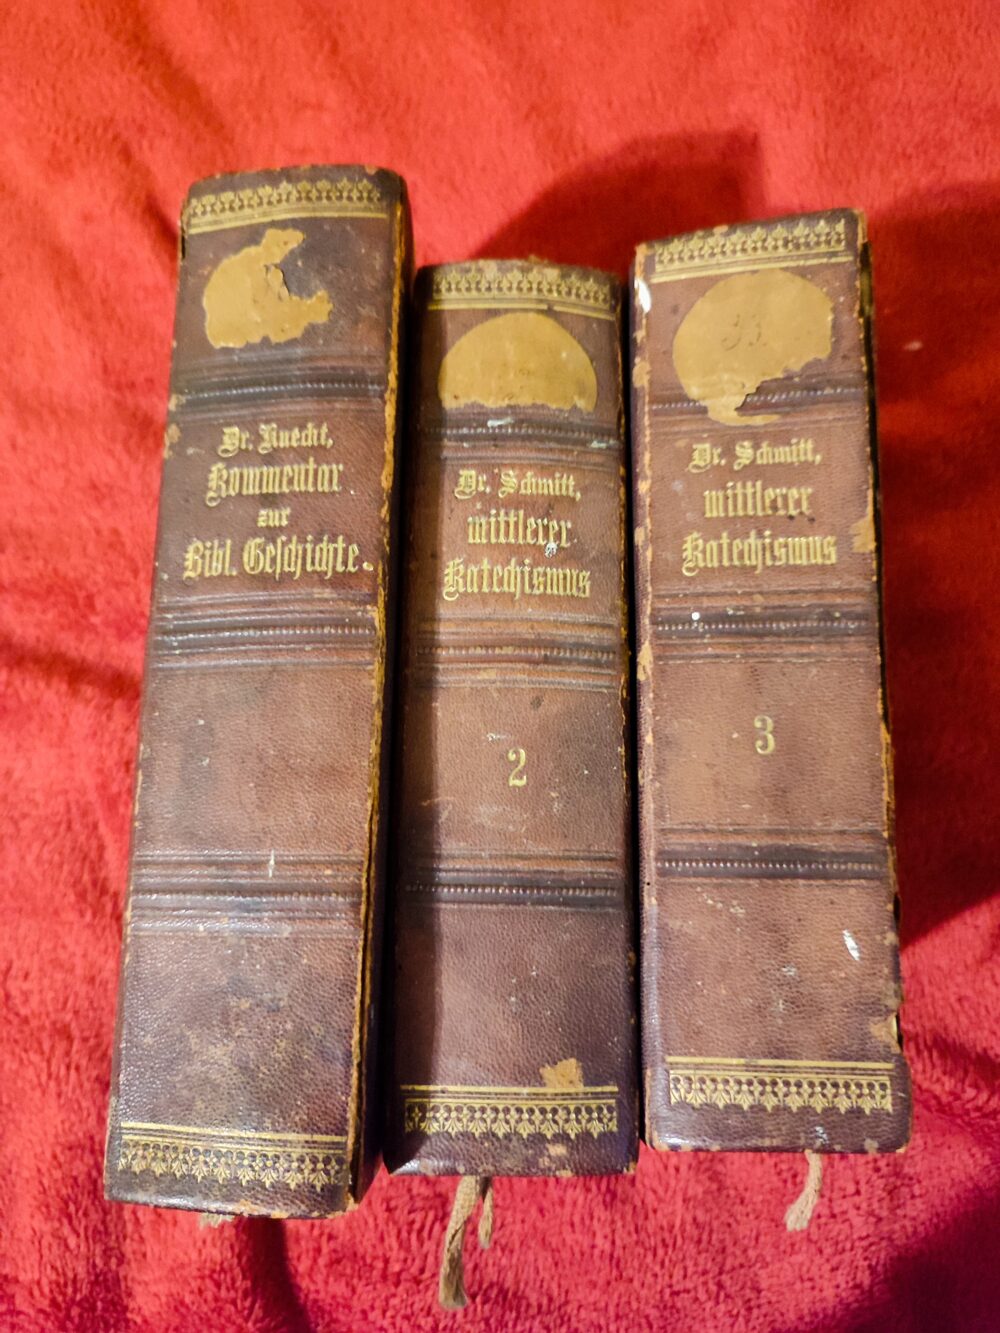 Dr. Knecht,
Kommentar
zur
Bibl. Geschichte.
Dr. Schmitt,
mittlerer
Katechismus
2
Dr. Schmitt,
mittlerer
Katechismus
3